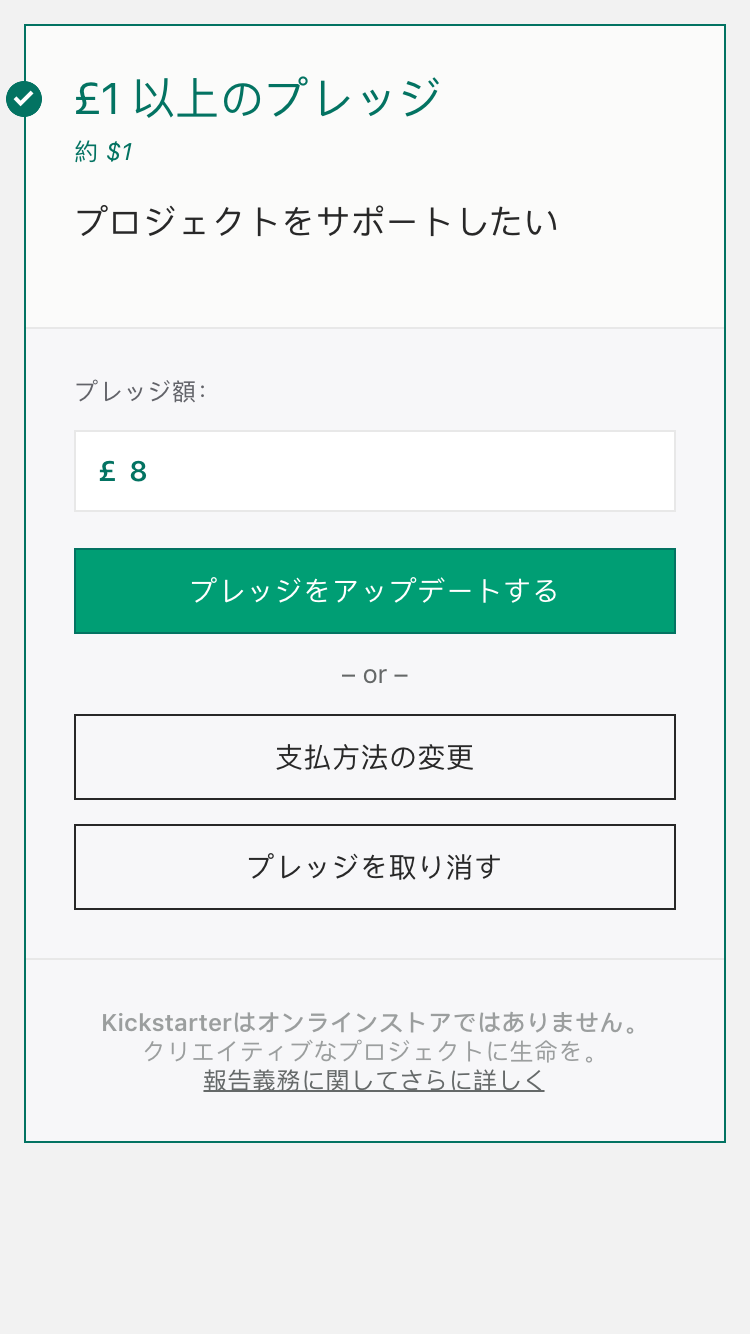 £1 以上のプレッジ
約 $1
プロジェクトをサポートしたい
プレッジ額:
£ 8
プレッジをアップデートする
– or –
支払方法の変更
プレッジを取り消す
Kickstarterはオンラインストアではありません。
クリエイティブなプロジェクトに生命を。
報告義務に関してさらに詳しく